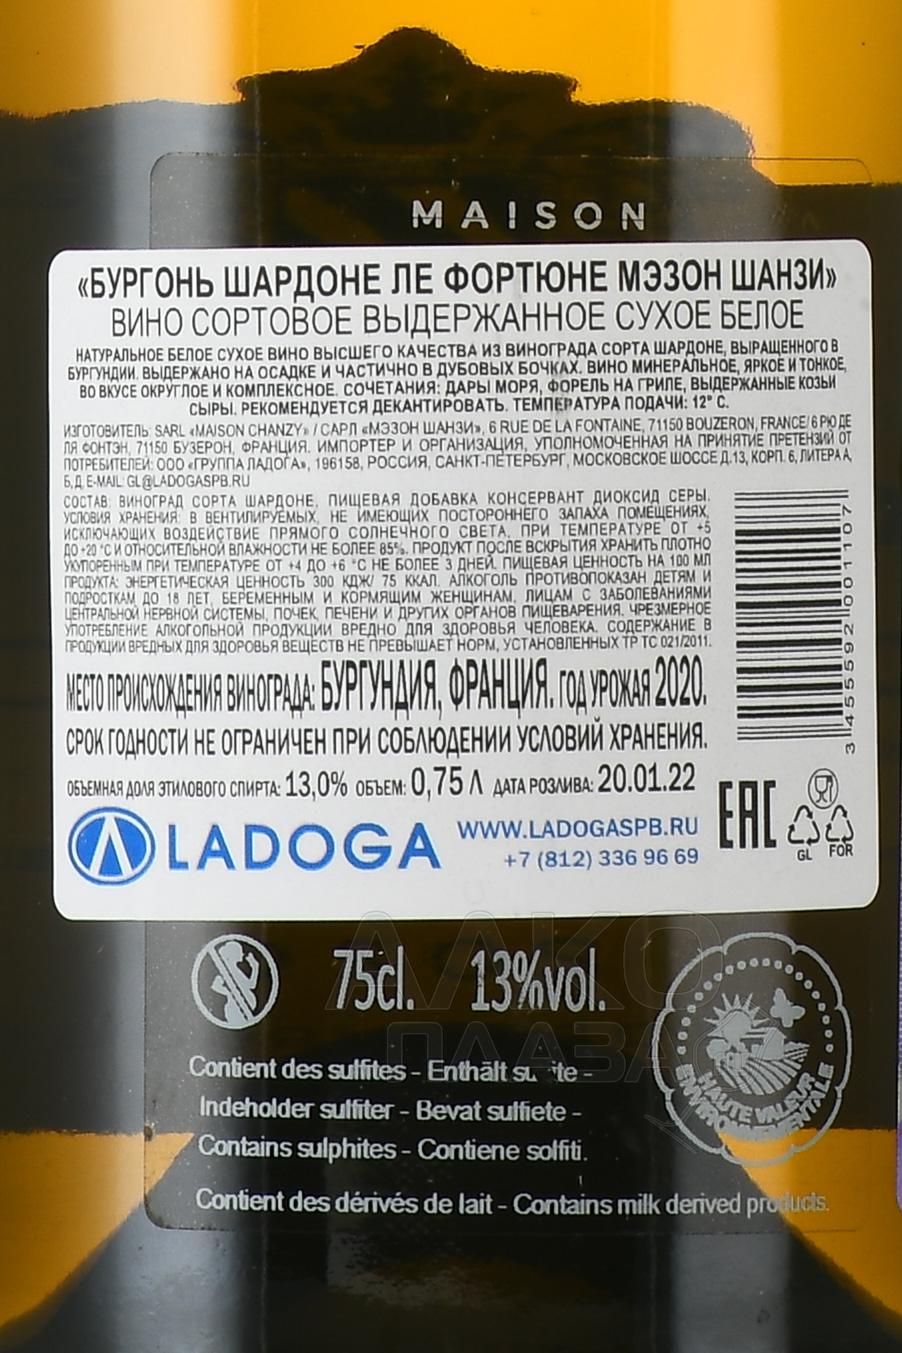 MAISON
«БУРГОНЬ ШАРДОНЕ ЛЕ ФОРТЮНЕ МЭЗОН ШАНЗИ»
ВИНО СОРТОВОЕ ВЫДЕРЖАННОЕ СУХОЕ БЕЛОЕ
НАТУРАЛЬНОЕ БЕЛОЕ СУХОЕ ВИНО ВЫСШЕГО КАЧЕСТВА ИЗ ВИНОГРАДА СОРТА ШАРДОНЕ, ВЫРАЩЕННОГО В
БУРГУНДИИ. ВЫДЕРЖАНО НА ОСАДКЕ И ЧАСТИЧНО В ДУБОВЫХ БОЧКАХ. ВИНО МИНЕРАЛЬНОЕ, ЯРКОЕ И ТОНКОЕ,
ВО ВКУСЕ ОКРУГЛОЕ И КОМПЛЕКСНОЕ. СОЧЕТАНИЯ: ДАРЫ МОРЯ, ФОРЕЛЬ НА ГРИЛЕ, ВЫДЕРЖАННЫЕ КОЗЬИ
СЫРЫ. РЕКОМЕНДУЕТСЯ ДЕКАНТИРОВАТЬ. ТЕМПЕРАТУРА ПОДАЧИ: 12° С.
ИЗГОТОВИТЕЛЬ: SARL «MAISON CHANZY» / САРЛ «МЭЗОН ШАНЗИ», 6 RUE DE LA FONTAINE, 71150 BOUZERON, FRANCE/ 6 РЮ ДЕ
ЛЯ ФОНТЭН, 71150 БУЗЕРОН, ФРАНЦИЯ. ИМПОРТЕР И ОРГАНИЗАЦИЯ, УПОЛНОМОЧЕННАЯ НА ПРИНЯТИЕ ПРЕТЕНЗИЙ ОТ
ПОТРЕБИТЕЛЕЙ: ООО «ГРУППА ЛАДОГА», 196158, РОССИЯ, САНКТ-ПЕТЕРБУРГ, МОСКОВСКОЕ ШОССЕ Д.13, КОРП. 6, ЛИТЕРА А,
Б, Д, E-MAIL: GL@LADOGASPB.RU
СОСТАВ: ВИНОГРАД СОРТА ШАРДОНЕ, ПИЩЕВАЯ ДОБАВКА КОНСЕРВАНТ ДИОКСИД СЕРЫ.
УСЛОВИЯ ХРАНЕНИЯ: В ВЕНТИЛИРУЕМЫХ, НЕ ИМЕЮЩИХ ПОСТОРОННЕГО ЗАПАХА ПОМЕЩЕНИЯХ,
ИСКЛЮЧАЮЩИХ ВОЗДЕЙСТВИЕ ПРЯМОГО СОЛНЕЧНОГО СВЕТА, ПРИ ТЕМПЕРАТУРЕ ОТ +5
ДО +20 °С И ОТНОСИТЕЛЬНОЙ ВЛАЖНОСТИ НЕ БОЛЕЕ 85%. ПРОДУКТ ПОСЛЕ ВСКРЫТИЯ ХРАНИТЬ ПЛОТНО
УКУПОРЕННЫМ ПРИ ТЕМПЕРАТУРЕ ОТ +4 ДО +6 °С НЕ БОЛЕЕ 3 ДНЕЙ. ПИЩЕВАЯ ЦЕННОСТЬ НА 100 МЛ
ПРОДУКТА: ЭНЕРГЕТИЧЕСКАЯ ЦЕННОСТЬ 300 КДЖ/ 75 ККАЛ. АЛКОГОЛЬ ПРОТИВОПОКАЗАН ДЕТЯМ И
ПОДРОСТКАМ ДО 18 ЛЕТ, БЕРЕМЕННЫМ И КОРМЯЩИМ ЖЕНЩИНАМ, ЛИЦАМ С ЗАБОЛЕВАНИЯМИ
ЦЕНТРАЛЬНОЙ НЕРВНОЙ СИСТЕМЫ, ПОЧЕК, ПЕЧЕНИ И ДРУГИХ ОРГАНОВ ПИЩЕВАРЕНИЯ. ЧРЕЗМЕРНОЕ
УПОТРЕБЛЕНИЕ АЛКОГОЛЬНОЙ ПРОДУКЦИИ ВРЕДНО ДЛЯ ЗДОРОВЬЯ ЧЕЛОВЕКА. СОДЕРЖАНИЕ В
ПРОДУКЦИИ ВРЕДНЫХ ДЛЯ ЗДОРОВЬЯ ВЕЩЕСТВ НЕ ПРЕВЫШАЕТ НОРМ, УСТАНОВЛЕННЫХ ТР ТС 021/2011.
МЕСТО ПРОИСХОЖДЕНИЯ ВИНОГРАДА: БУРГУНДИЯ, ФРАНЦИЯ. ГОД УРОЖАЯ 2020.
СРОК ГОДНОСТИ НЕ ОГРАНИЧЕН ПРИ СОБЛЮДЕНИИ УСЛОВИЙ ХРАНЕНИЯ.
ОБЪЕМНАЯ ДОЛЯ ЭТИЛОВОГО СПИРТА: 13,0% ОБЪЕМ: 0,75 Л ДАТА РОЗЛИВА: 20.01.22
3 455592 001107
LADOGA
WWW.LADOGASPB.RU
+7 (812) 336 96 69
EAC
GL
FOR
75cl. 13%vol.
Contient des sulfites - Enthält -
Indeholder sulfiter - Bevat sulfiete -
Contains sulphites - Contiene solfiti.
Contient des dérivés de lait - Contains milk derived products.
HAUTE VALEUR
ENVIRONNEMENTALE
АЛКО
ПЛАЗА